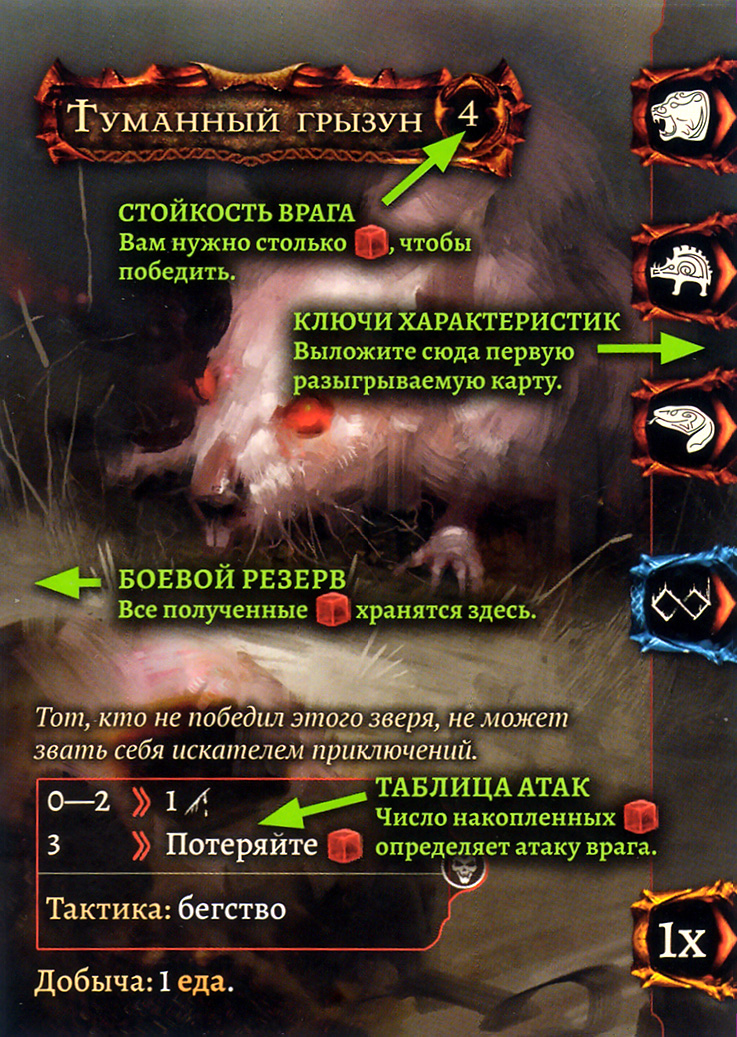 Туманный грызун 4
СТОЙКОСТЬ ВРАГА
Вам нужно столько , чтобы
победить.
КЛЮЧИ ХАРАКТЕРИСТИК
Выложите сюда первую
разыгрываемую карту.
БОЕВОЙ РЕЗЕРВ
Все полученные хранятся здесь.
Тот, кто не победил этого зверя, не может
звать себя искателем приключений.
0—2 » 1
3 » Потеряйте
ТАБЛИЦА АТАК
Число накопленных
определяет атаку врага.
Тактика: бегство
1x
Добыча: 1 еда.